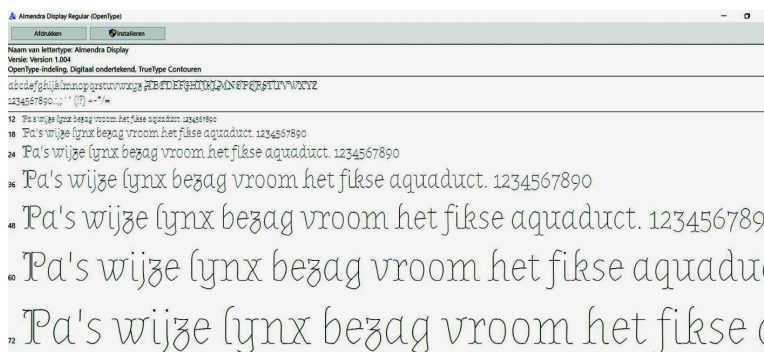 Almendra Display Regular (OpenType)
Afdrukken Installeren
Naam van lettertype: Almendra Display
Versie: Version 1.004
OpenType-indeling, Digitaal ondertekend, TrueType Contouren
abcdefghijklmnopqrstuvwxyz ABCDEFGHIJKLMNOPQRSTUVWXYZ
1234567890.:,; ' " (!?) +-*/=
12 Pa's wijze lynx bezag vroom het fikse aquaduct. 1234567890
18 Pa's wijze lynx bezag vroom het fikse aquaduct. 1234567890
24 Pa's wijze lynx bezag vroom het fikse aquaduct. 1234567890
36 Pa's wijze lynx bezag vroom het fikse aquaduct. 1234567890
48 Pa's wijze lynx bezag vroom het fikse aquaduct. 123456789
60 Pa's wijze lynx bezag vroom het fikse aquadu
72 Pa's wijze lynx bezag vroom het fikse